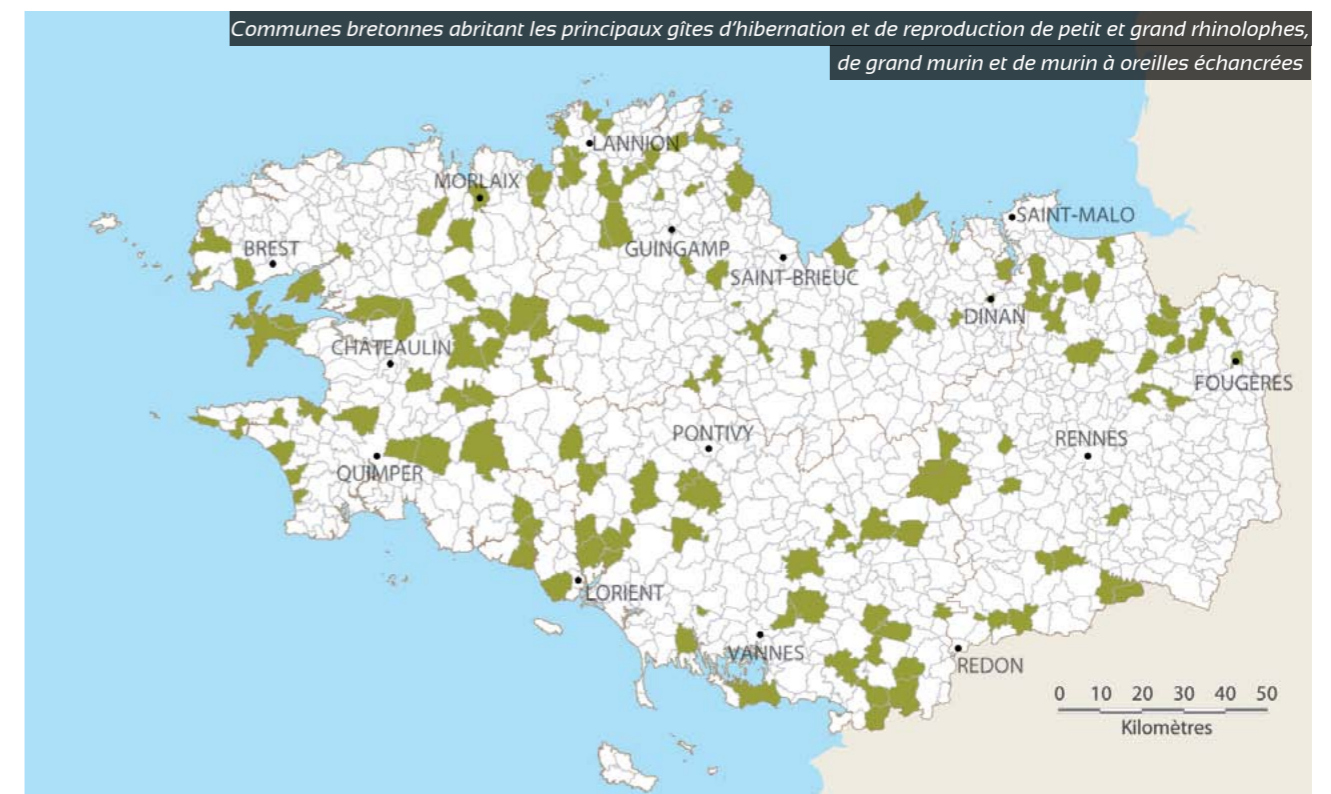 Communes bretonnes abritant les principaux gîtes d'hibernation et de reproduction de petit et grand rhinolophes,
de grand murin et de murin à oreilles échancrées
LANNION
MORLAIX
SAINT-MALO
BREST
GUINGAMP
SAINT-BRIEUC
DINAN
CHÂTEAULIN
FOUGÈRES
PONTIVY
RENNES
QUIMPER
LORIENT
VANNES
REDON
0 10 20 30 40 50
Kilomètres